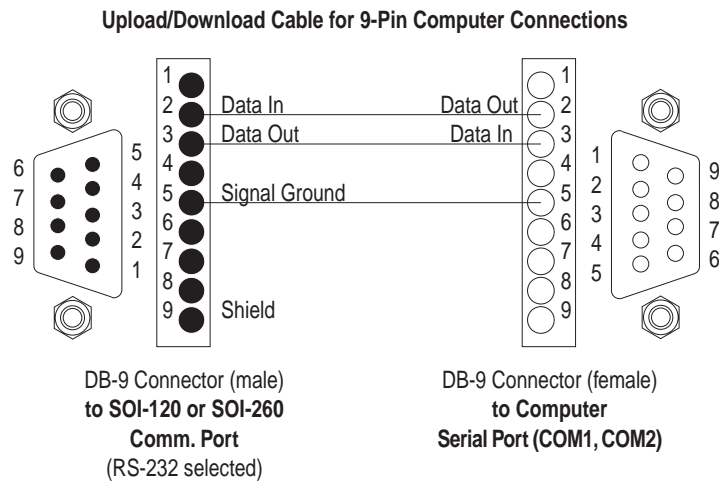 Upload/Download Cable for 9-Pin Computer Connections
1
2 Data In
3 Data Out
4
5 Signal Ground
6
7
8
9 Shield
1
Data Out 2
Data In 3
4
5
6
7
8
9
6
7
8
9
5
4
3
2
1
1
2
3
4
5
9
8
7
6
DB-9 Connector (male)
to SOI-120 or SOI-260
Comm. Port
(RS-232 selected)
DB-9 Connector (female)
to Computer
Serial Port (COM1, COM2)